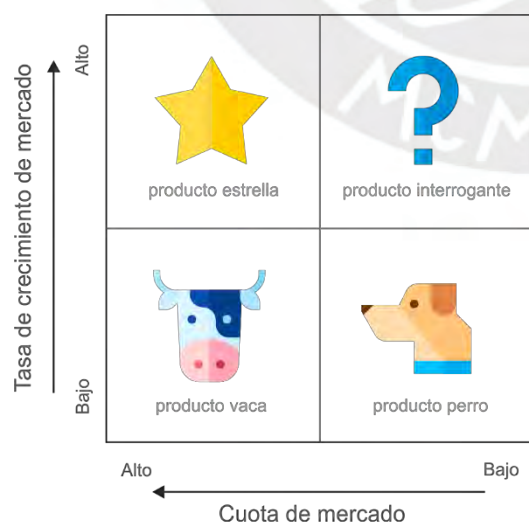 MCM
Tasa de crecimiento de mercado
Alto
Bajo
producto estrella
producto interrogante
producto vaca
producto perro
Alto
Bajo
Cuota de mercado